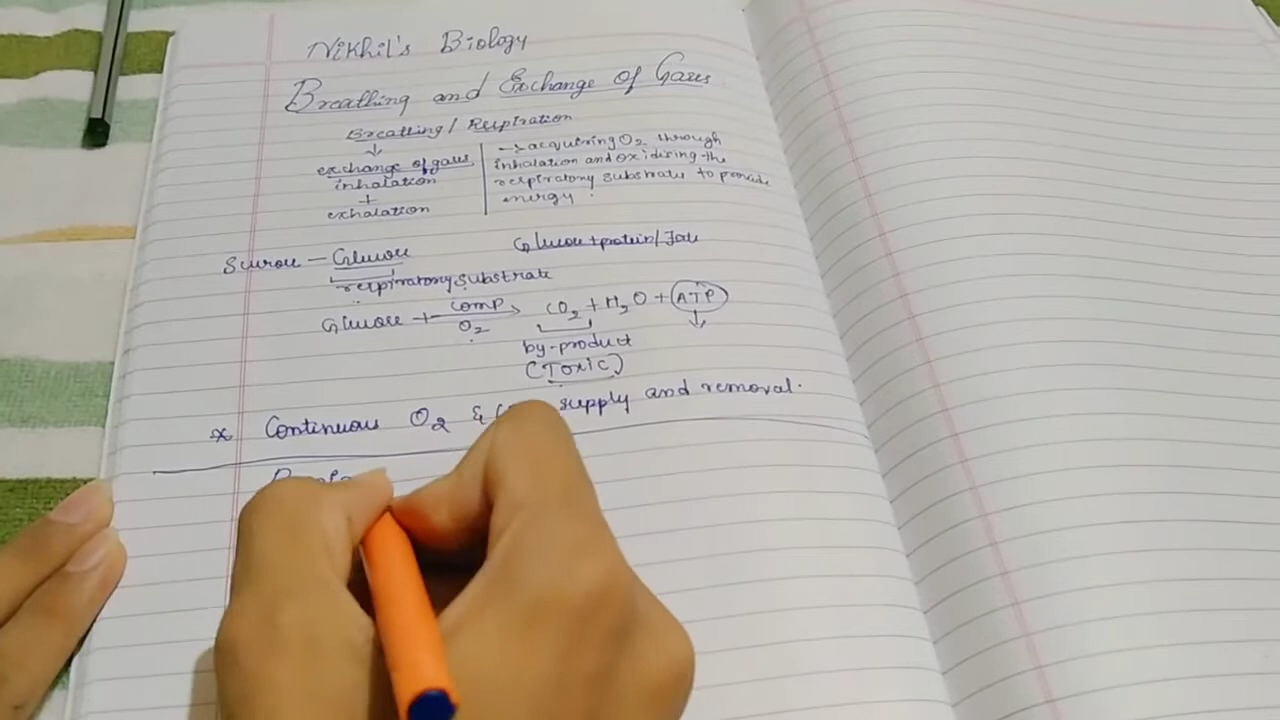 Nikhil's Biology
Breathing and Exchange of Gases
Breathing / Respiration
exchange of gases
inhalation
+
exhalation
→ acquiring O₂ through
inhalation and oxidising the
respiratory substrate to provide
energy.
Source - Glucose
Glucose + protein/Fats
respiratory substrate
Glucose + comp O₂ → CO₂ + H₂O + ATP
by-product
(Toxic)
* Continuous O₂ & supply and removal.